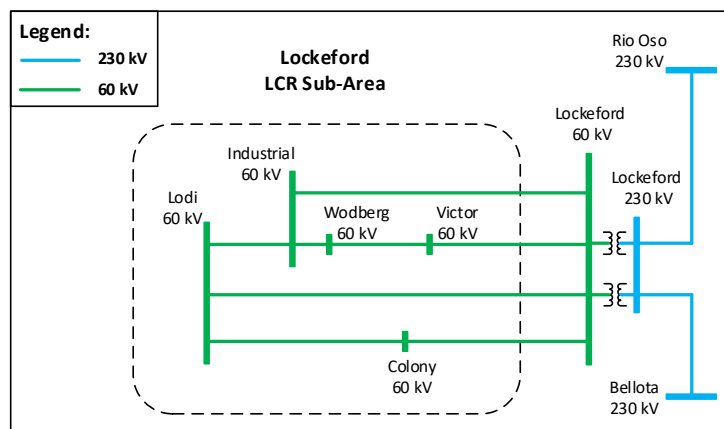 Legend:
230 kV
60 kV
Lockeford
LCR Sub-Area
Rio Oso
230 kV
Lockeford
60 kV
Industrial
60 kV
Lockeford
230 kV
Lodi
60 kV
Wodberg
60 kV
Victor
60 kV
Colony
60 kV
Bellota
230 kV